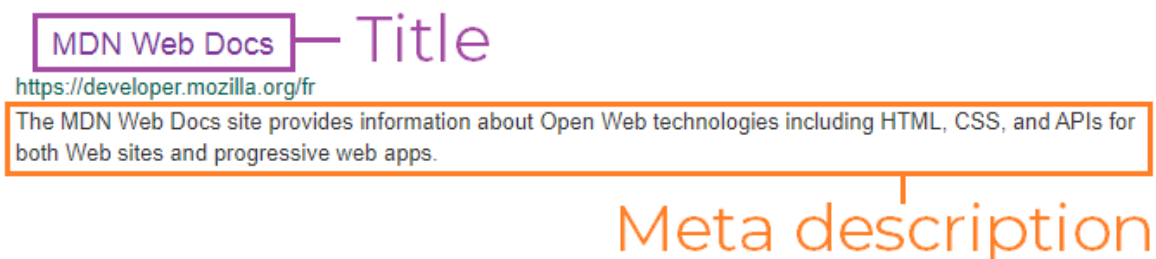 MDN Web Docs Title
https://developer.mozilla.org/fr
The MDN Web Docs site provides information about Open Web technologies including HTML, CSS, and APIs for
both Web sites and progressive web apps.
Meta description